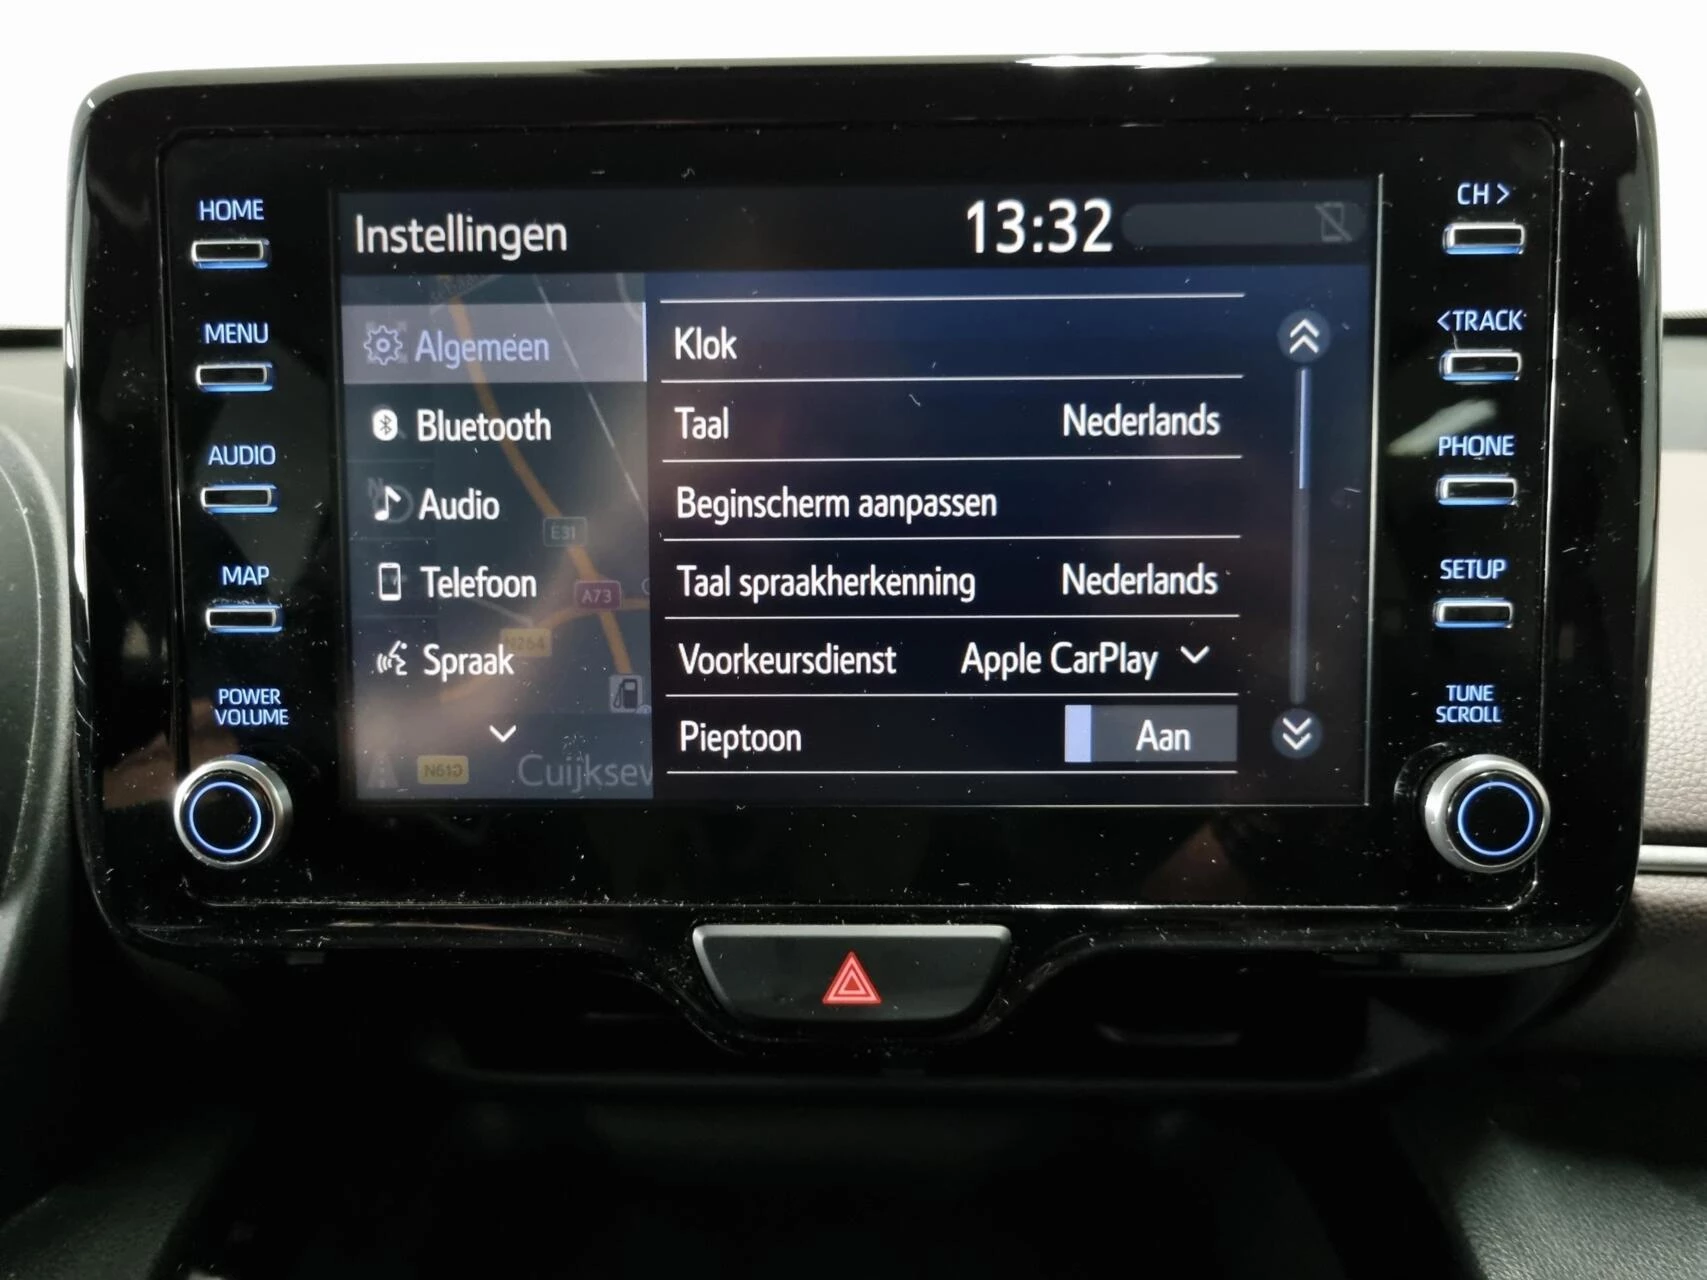 HOME
MENU
AUDIO
MAP
POWER
VOLUME
Instellingen
13:32
Algemeen
Bluetooth
Audio
Telefoon
Spraak
E31
A73
N264
N610
Cuijksev
Klok
Taal Nederlands
Beginscherm aanpassen
Taal spraakherkenning Nederlands
Voorkeursdienst Apple CarPlay
Pieptoon Aan
CH >
<TRACK
PHONE
SETUP
TUNE
SCROLL